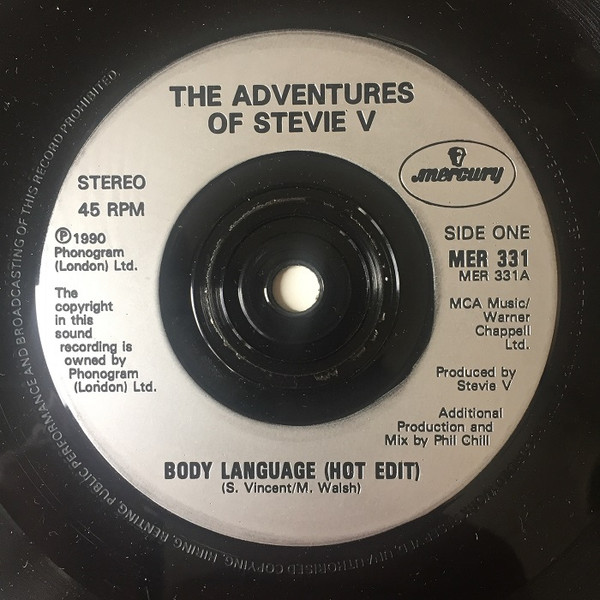 THE ADVENTURES
OF STEVIE V
mercury
STEREO
45 RPM
Ⓟ1990
Phonogram
(London) Ltd.
The
copyright
in this
sound
recording is
owned by
Phonogram
(London) Ltd.
SIDE ONE
MER 331
MER 331A
MCA Music/
Warner
Chappell
Ltd.
Produced by
Stevie V
Additional
Production and
Mix by Phil Chill
BODY LANGUAGE (HOT EDIT)
(S. Vincent/M. Walsh)
UNAUTHORISED COPYING, HIRING, RENTING, PUBLIC PERFORMANCE AND BROADCASTING OF THIS RECORD PROHIBITED.